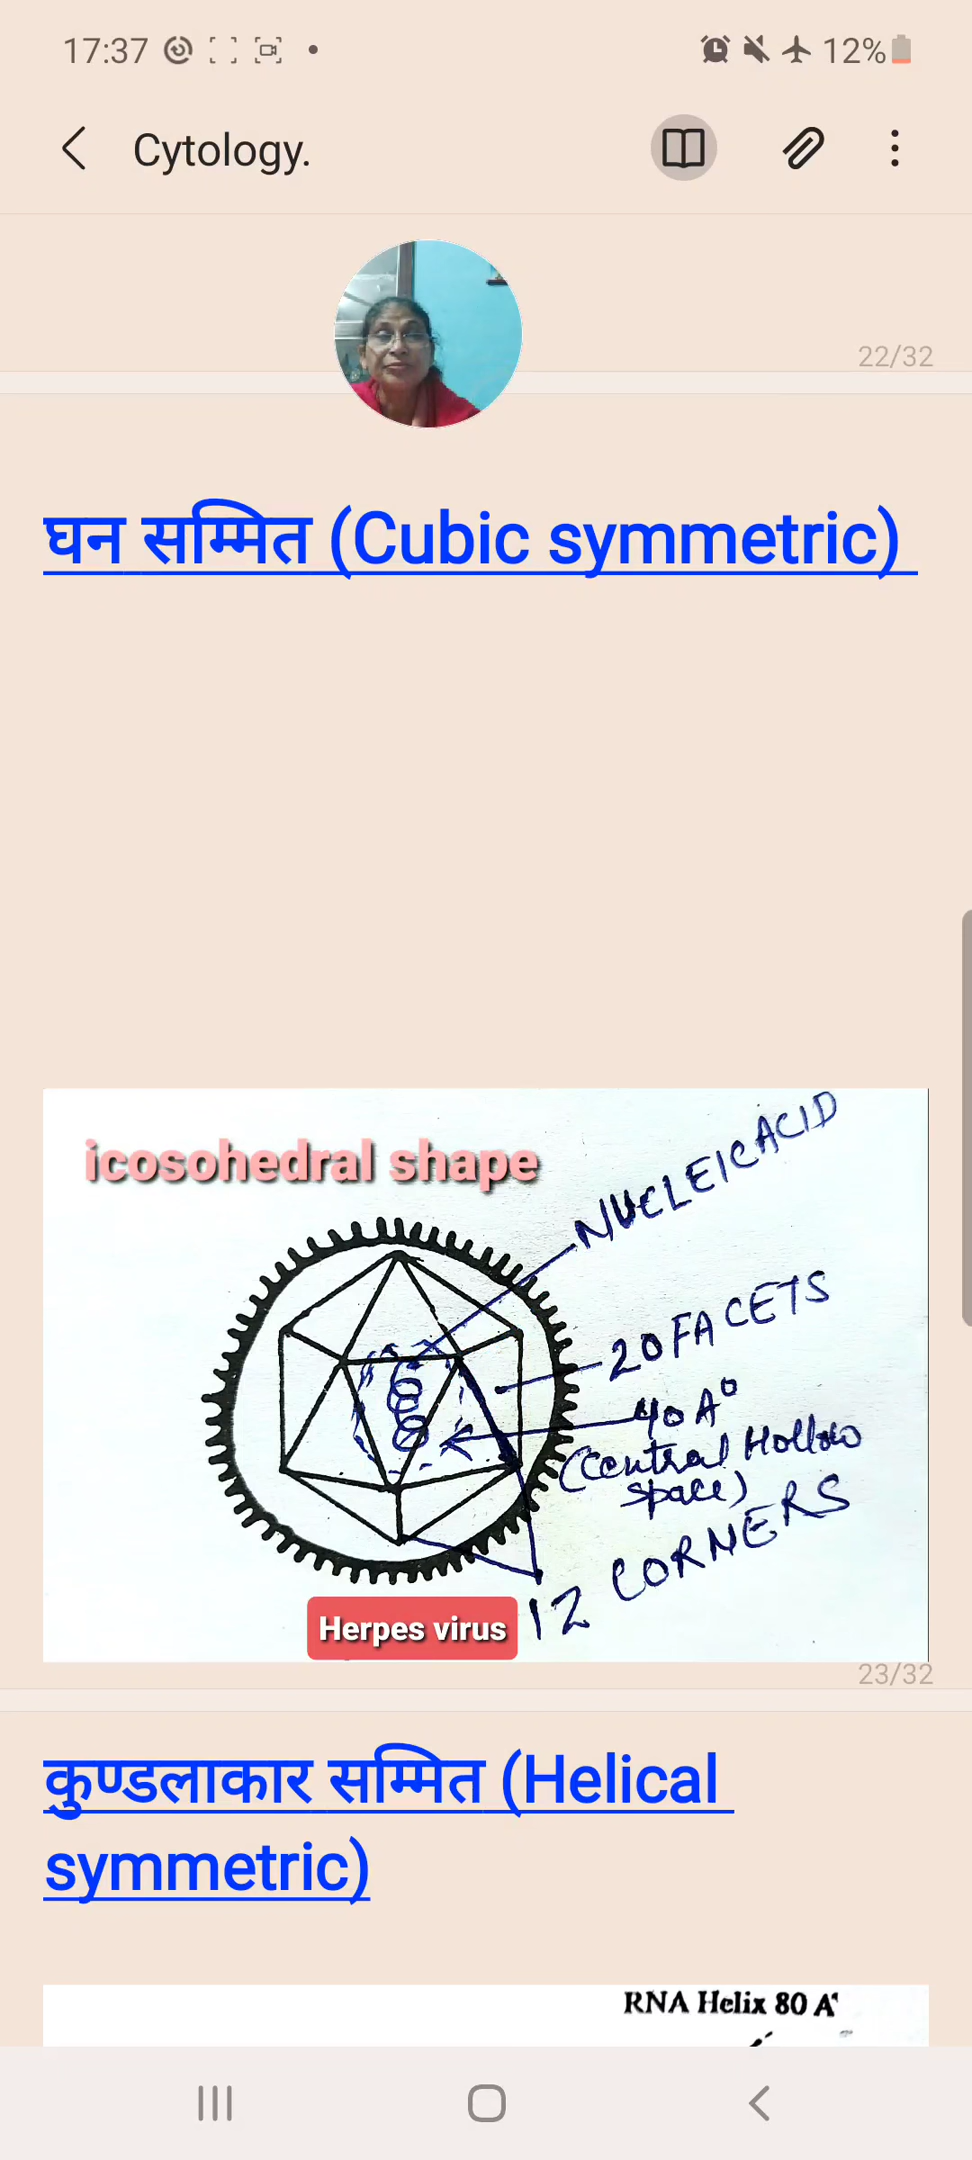 17:37
12%
Cytology.
22/32
घन सम्मित (Cubic symmetric)
icosohedral shape
NUCLEIC ACID
20 FACETS
40 A°
(Central Hollow
space)
12 CORNERS
Herpes virus
23/32
कुण्डलाकार सम्मित (Helical
symmetric)
RNA Helix 80 A°